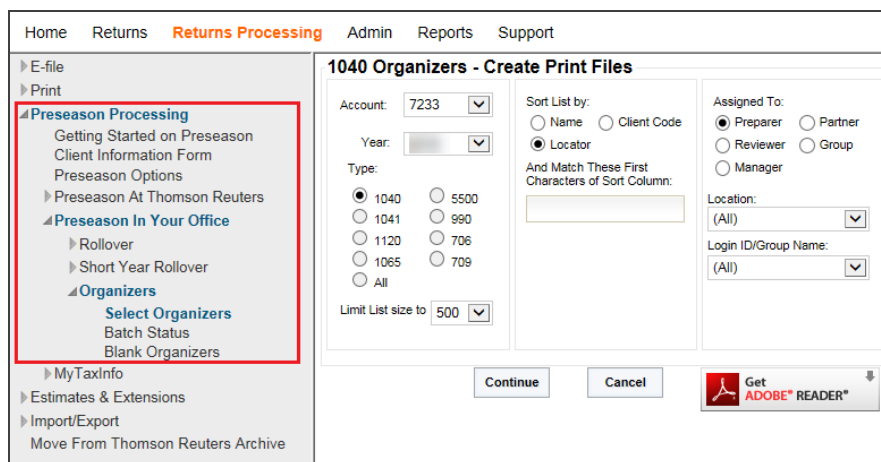 Home Returns Returns Processing Admin Reports Support
E-file
Print
Preseason Processing
Getting Started on Preseason
Client Information Form
Preseason Options
Preseason At Thomson Reuters
Preseason In Your Office
Rollover
Short Year Rollover
Organizers
Select Organizers
Batch Status
Blank Organizers
MyTaxInfo
Estimates & Extensions
Import/Export
Move From Thomson Reuters Archive
1040 Organizers - Create Print Files
Account: 7233
Year:
Type:
1040 5500
1041 990
1120 706
1065 709
All
Limit List size to 500
Sort List by:
Name Client Code
Locator
And Match These First
Characters of Sort Column:
Assigned To:
Preparer Partner
Reviewer Group
Manager
Location:
(All)
Login ID/Group Name:
(All)
Continue Cancel
Get
ADOBE® READER®